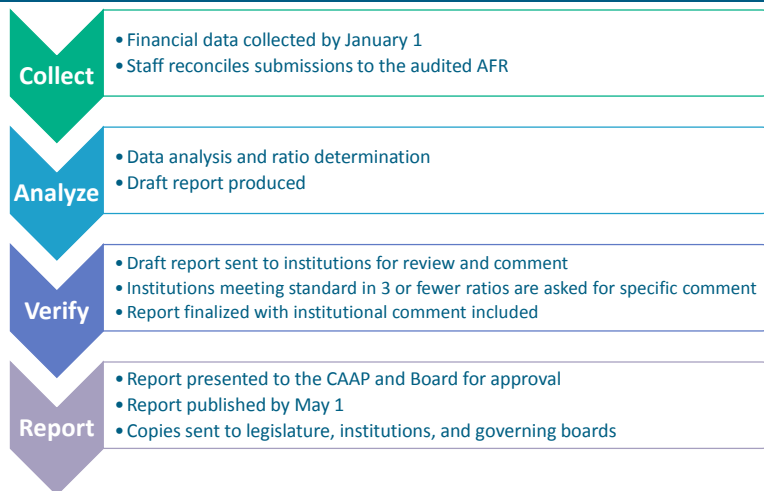 Collect
• Financial data collected by January 1
• Staff reconciles submissions to the audited AFR
Analyze
• Data analysis and ratio determination
• Draft report produced
Verify
• Draft report sent to institutions for review and comment
• Institutions meeting standard in 3 or fewer ratios are asked for specific comment
• Report finalized with institutional comment included
Report
• Report presented to the CAAP and Board for approval
• Report published by May 1
• Copies sent to legislature, institutions, and governing boards